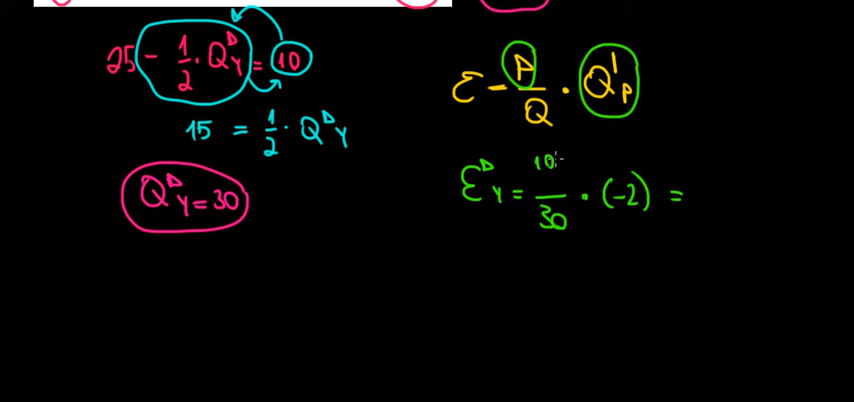 25 - 1/2 · Q^D_Y = 10
15 = 1/2 · Q^D_Y
Q^D_Y = 30
ε = P/Q · Q'_P
ε^D_Y = 10/30 · (-2) =